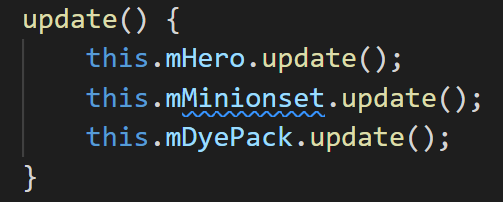 update() {
    this.mHero.update();
    this.mMinionset.update();
    this.mDyePack.update();
}